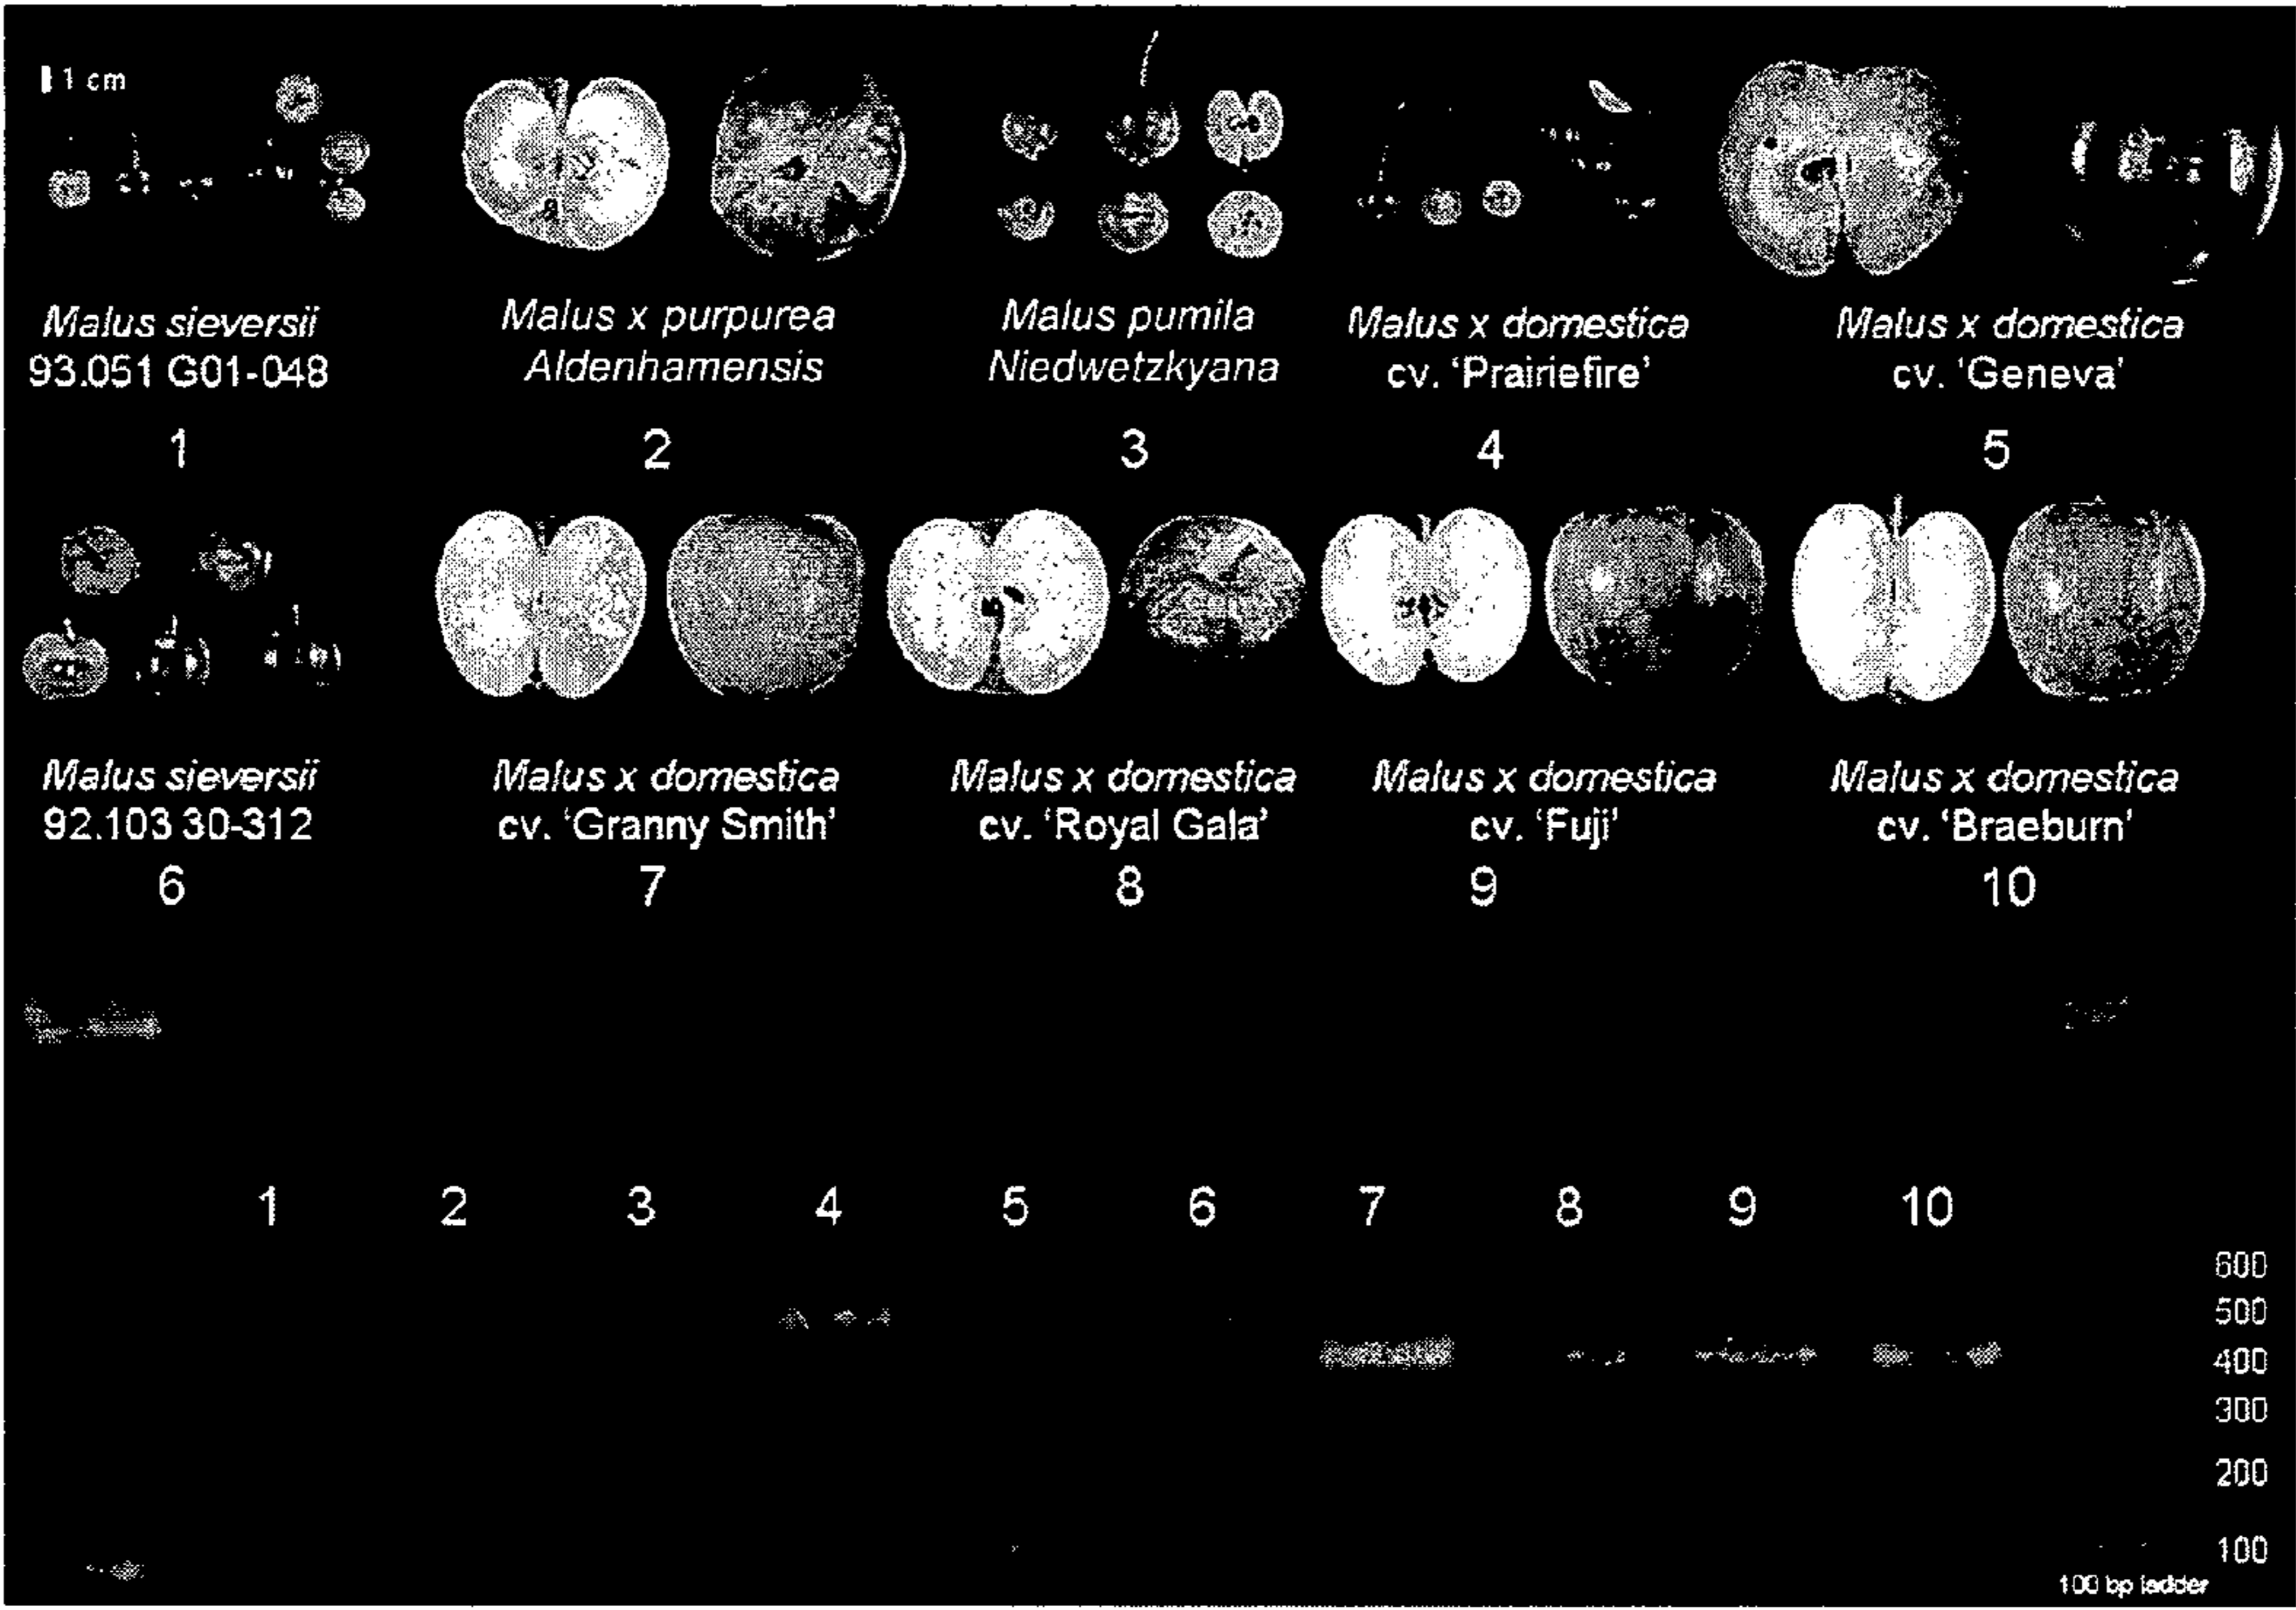 1 cm
Malus sieversii
93.051 G01-048
1
Malus x purpurea
Aldenhamensis
2
Malus pumila
Niedwetzkyana
3
Malus x domestica
cv. 'Prairiefire'
4
Malus x domestica
cv. 'Geneva'
5
Malus sieversii
92.103 30-312
6
Malus x domestica
cv. 'Granny Smith'
7
Malus x domestica
cv. 'Royal Gala'
8
Malus x domestica
cv. 'Fuji'
9
Malus x domestica
cv. 'Braeburn'
10
1 2 3 4 5 6 7 8 9 10
600
500
400
300
200
100
100 bp ladder